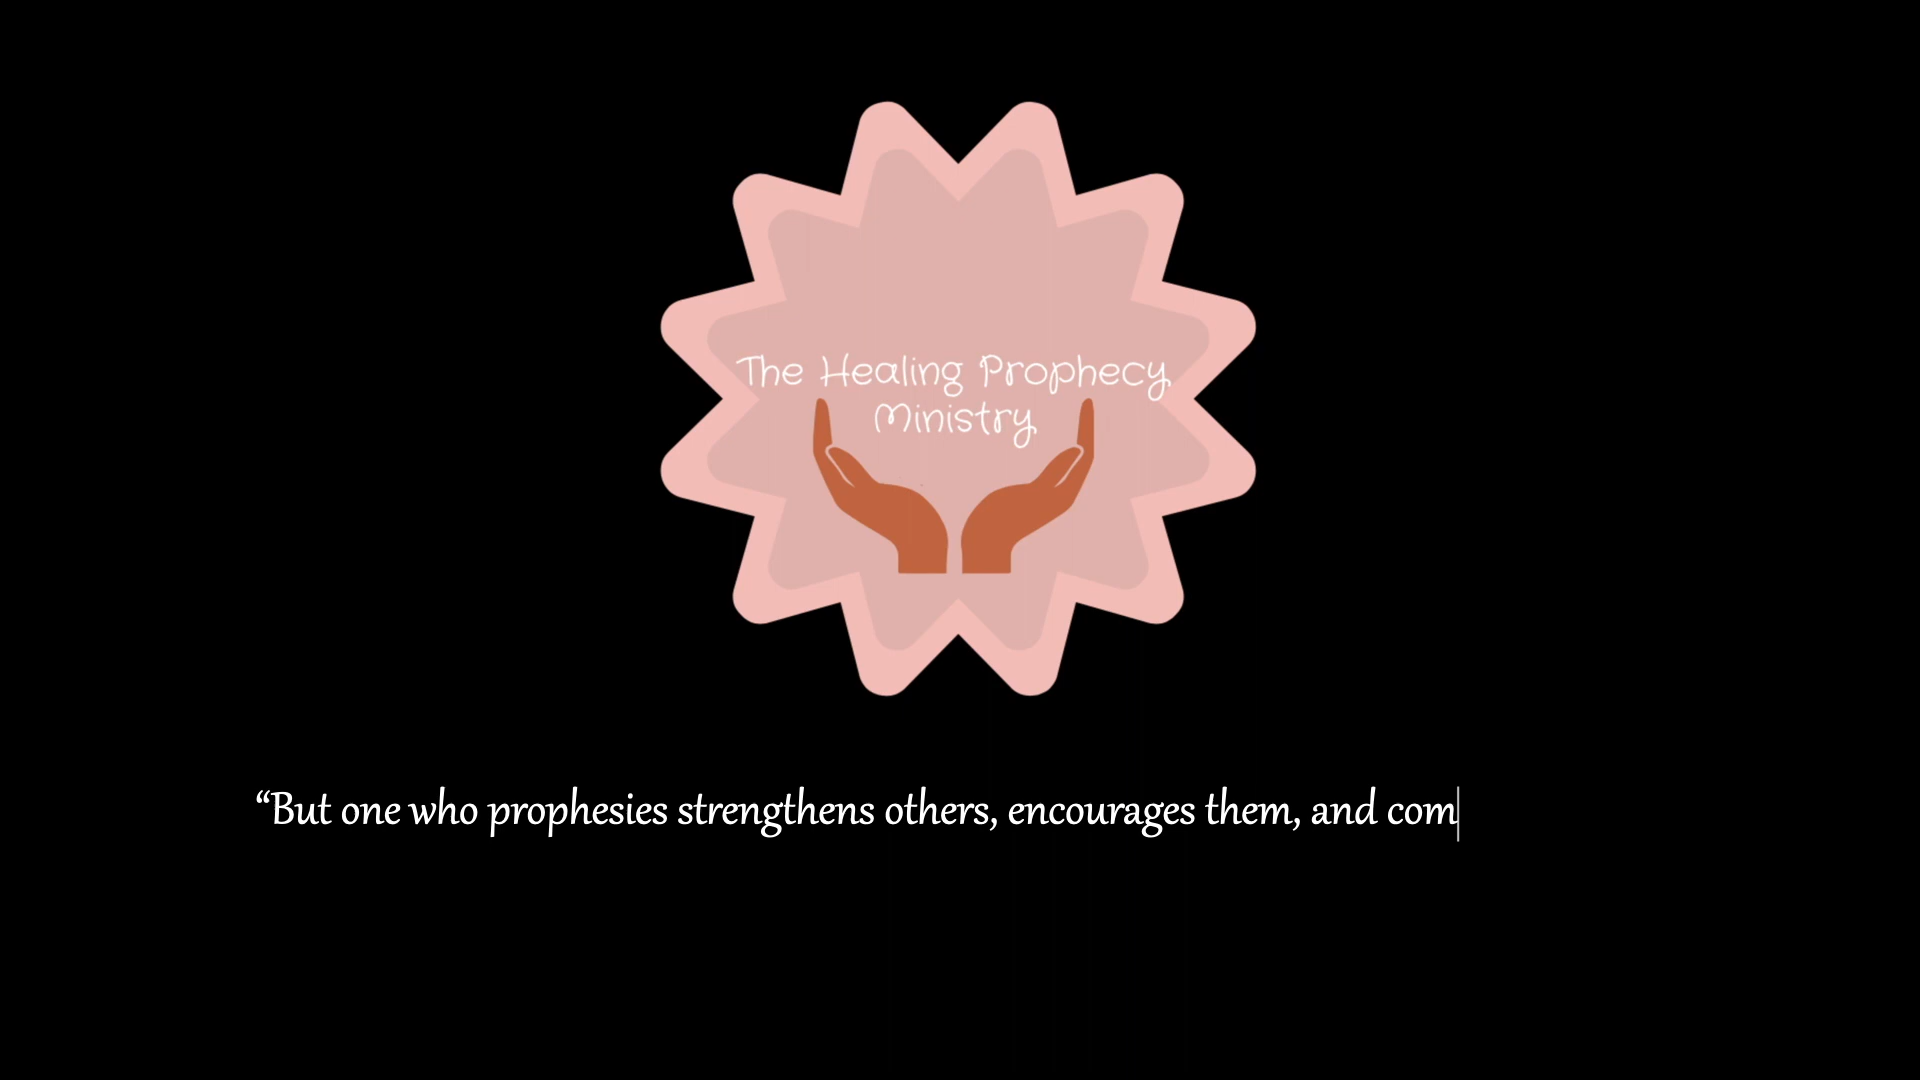 The Healing Prophecy
Ministry
“But one who prophesies strengthens others, encourages them, and com